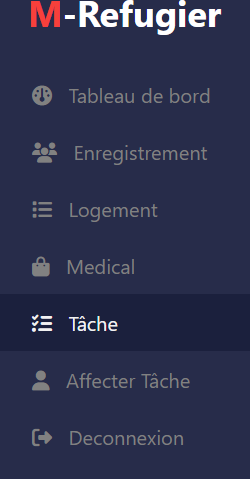 M-Refugier
Tableau de bord
Enregistrement
Logement
Medical
Tâche
Affecter Tâche
Deconnexion